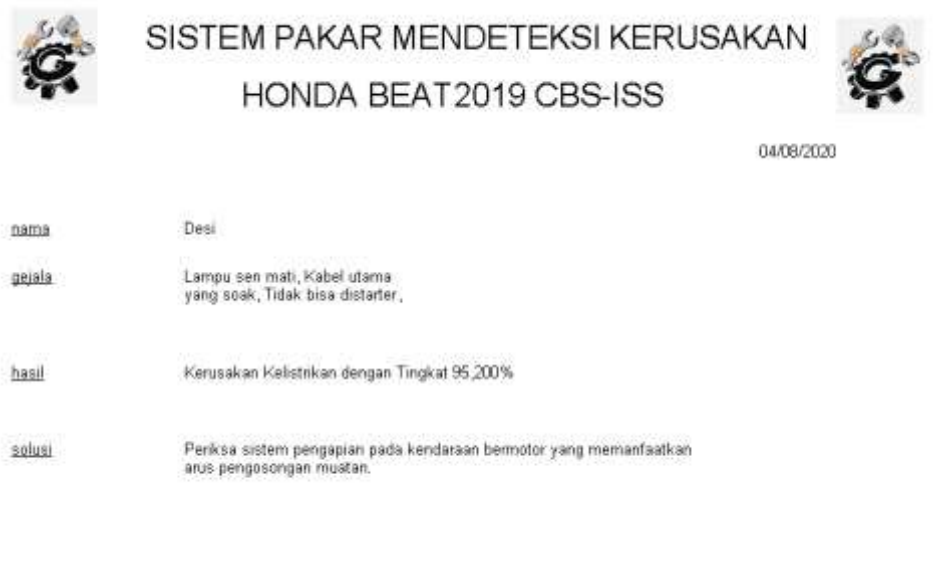 SISTEM PAKAR MENDETEKSI KERUSAKAN
HONDA BEAT 2019 CBS-ISS
04/08/2020
nama Desi
gejala Lampu sen mati, Kabel utama
yang soak, Tidak bisa distarter,
hasil Kerusakan Kelistrikan dengan Tingkat 95,200%
solusi Periksa sistem pengapian pada kendaraan bermotor yang memanfaatkan
arus pengosongan muatan.